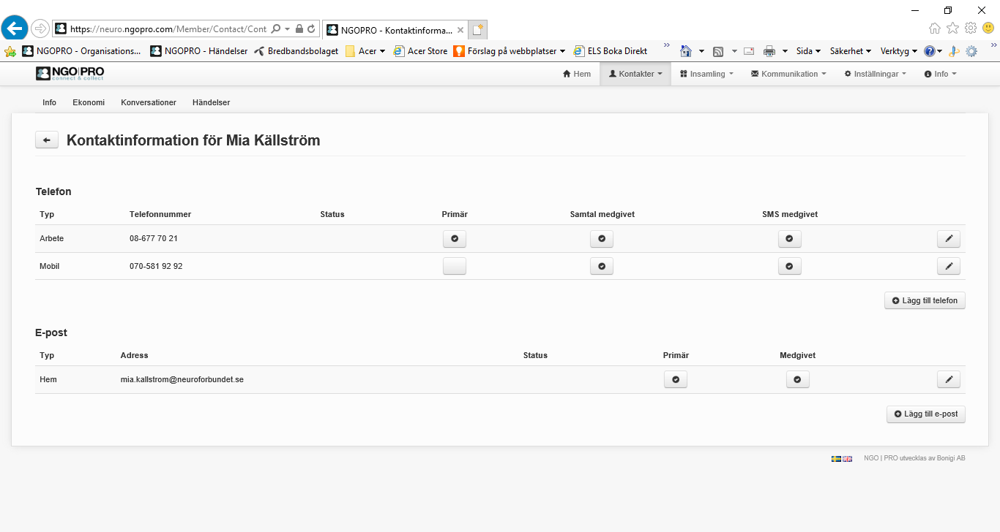 https://neuro.ngopro.com/Member/Contact/Cont
NGOPRO - Kontaktinforma...
NGOPRO - Organisations... NGOPRO - Händelser Bredbandsbolaget Acer Acer Store Förslag på webbplatser ELS Boka Direkt Sida Säkerhet Verktyg
NGO|PRO
connect & collect
Hem Kontakter Insamling Kommunikation Inställningar Info
Info Ekonomi Konversationer Händelser
Kontaktinformation för Mia Källström
Telefon
Typ Telefonnummer Status Primär Samtal medgivet SMS medgivet
Arbete 08-677 70 21
Mobil 070-581 92 92
Lägg till telefon
E-post
Typ Adress Status Primär Medgivet
Hem mia.kallstrom@neuroforbundet.se
Lägg till e-post
NGO | PRO utvecklas av Bonigi AB